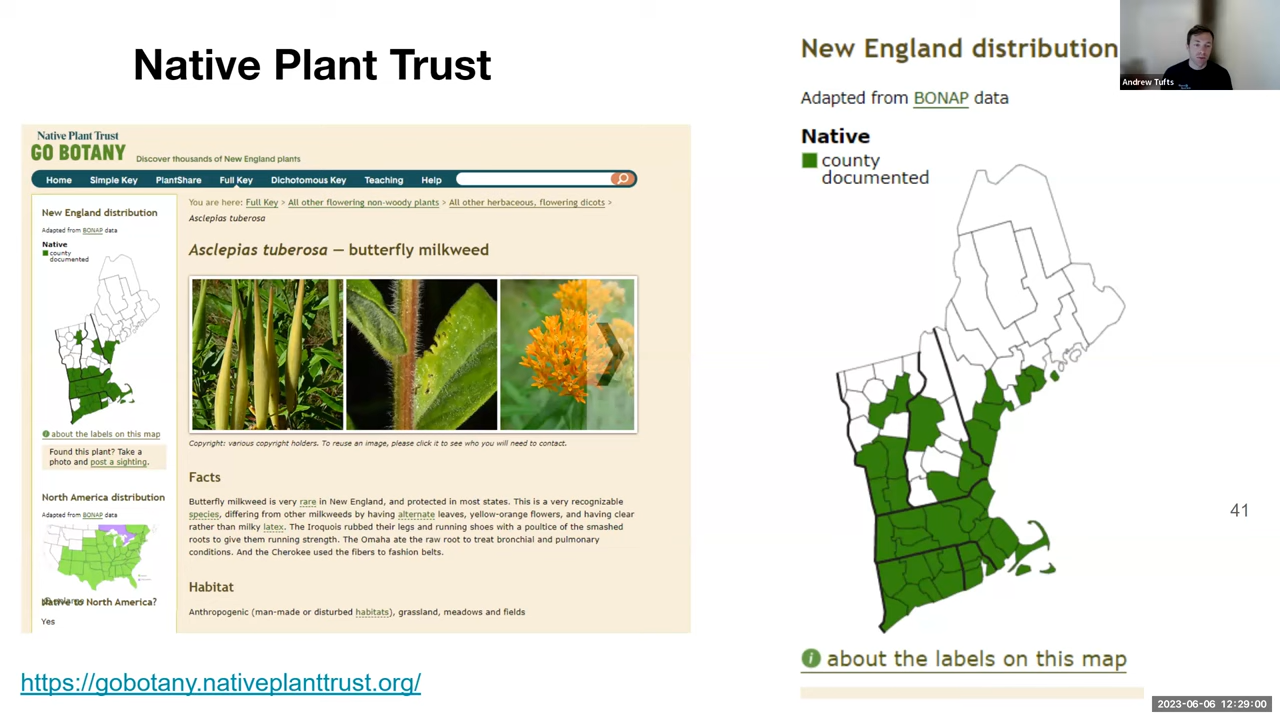 Native Plant Trust
Native Plant Trust
GO BOTANY
Discover thousands of New England plants
Home
Simple Key
PlantShare
Full Key
Dichotomous Key
Teaching
Help
New England distribution
Adapted from BONAP data
Native
county
documented
about the labels on this map
Found this plant? Take a
photo and post a sighting.
North America distribution
Adapted from BONAP data
Native to North America?
Yes
You are here: Full Key > All other flowering non-woody plants > All other herbaceous, flowering dicots >
Asclepias tuberosa
Asclepias tuberosa — butterfly milkweed
Copyright: various copyright holders. To reuse an image, please click it to see who you will need to contact.
Facts
Butterfly milkweed is very rare in New England, and protected in most states. This is a very recognizable
species, differing from other milkweeds by having alternate leaves, yellow-orange flowers, and having clear
rather than milky latex. The Iroquois rubbed their legs and running shoes with a poultice of the smashed
roots to give them running strength. The Omaha ate the raw root to treat bronchial and pulmonary
conditions. And the Cherokee used the fibers to fashion belts.
Habitat
Anthropogenic (man-made or disturbed habitats), grassland, meadows and fields
https://gobotany.nativeplanttrust.org/
New England distribution
Adapted from BONAP data
Native
county
documented
about the labels on this map
Andrew Tufts
41
2023-06-06 12:29:00